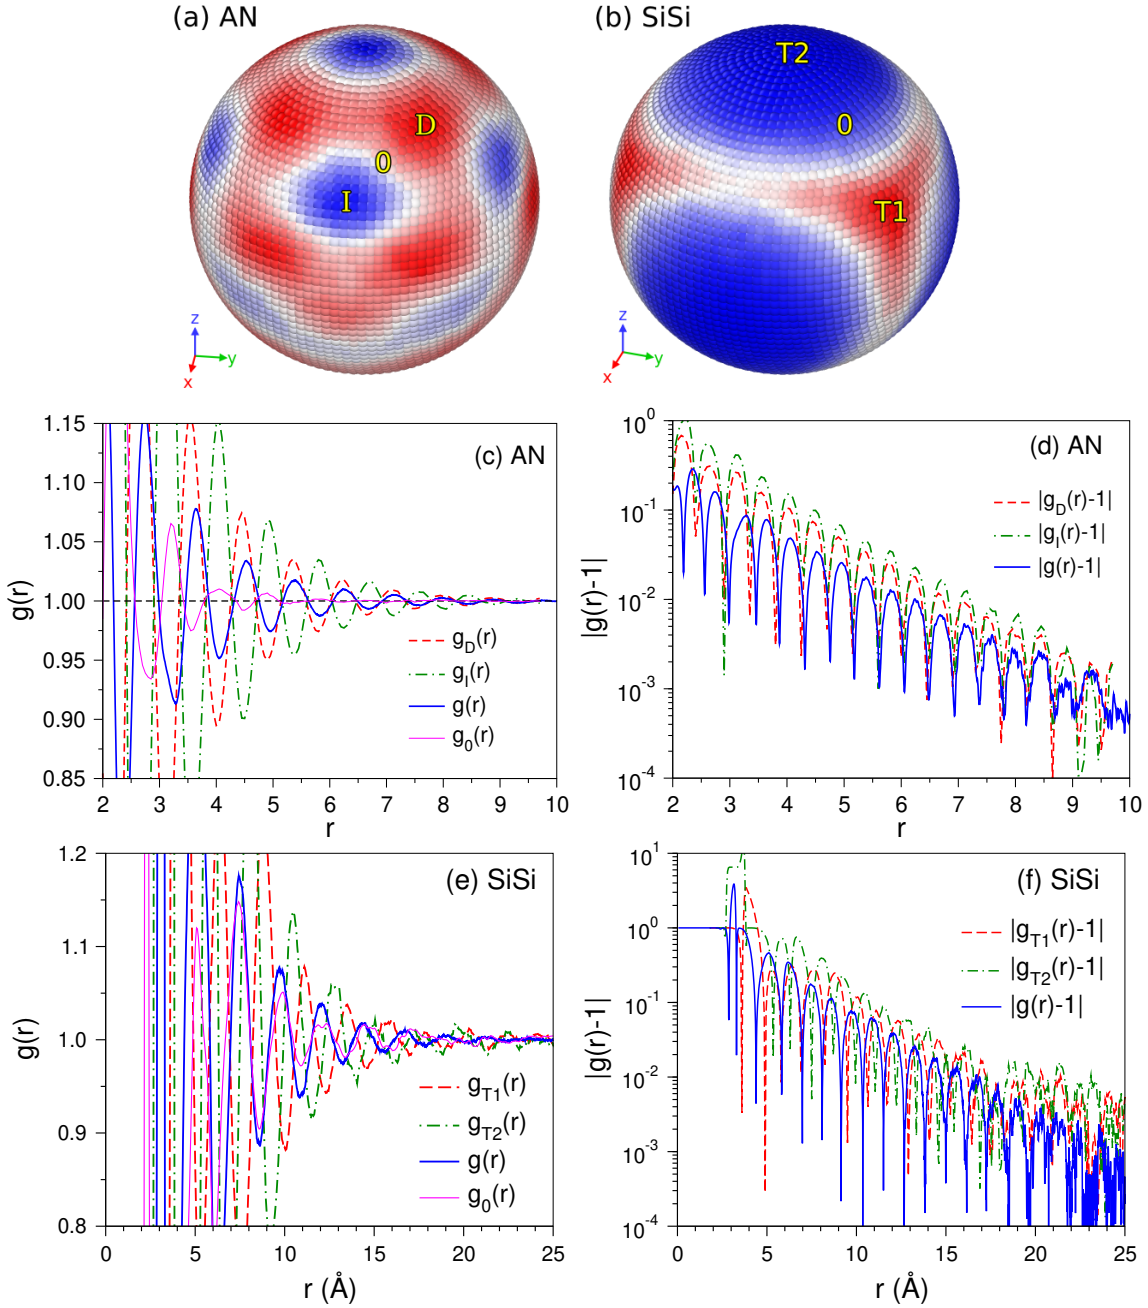 (a) AN
D
0
I
z
y
x
(b) SiSi
T2
0
T1
z
y
x
(c) AN
1.15
1.10
1.05
1.00
0.95
0.90
0.85
g(r)
g_D(r)
g_I(r)
g(r)
g_0(r)
2 3 4 5 6 7 8 9 10
r
(d) AN
10^0
10^-1
10^-2
10^-3
10^-4
|g(r)-1|
|g_D(r)-1|
|g_I(r)-1|
|g(r)-1|
2 3 4 5 6 7 8 9 10
r
(e) SiSi
1.2
1.1
1.0
0.9
0.8
g(r)
g_T1(r)
g_T2(r)
g(r)
g_0(r)
0 5 10 15 20 25
r (Å)
(f) SiSi
10^1
10^0
10^-1
10^-2
10^-3
10^-4
|g(r)-1|
|g_T1(r)-1|
|g_T2(r)-1|
|g(r)-1|
0 5 10 15 20 25
r (Å)